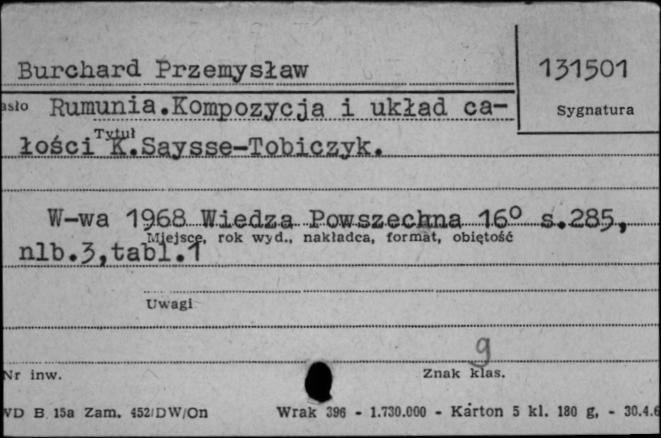 Burchard Przemysław
131501
asło Rumunia.Kompozycja i układ ca-
Sygnatura
Tytuł
łości K.Saysse-Tobiczyk.
W-wa 1968 Wiedza Powszechna 16° s.285,
Miejsce, rok wyd., nakładca, format, obiętość
nlb.3,tabl.1
Uwagi
g
Nr inw.
Znak klas.
VD B 15a Zam. 452/DW/On Wrak 396 - 1.730.000 - Karton 5 kl. 180 g, - 30.4.6